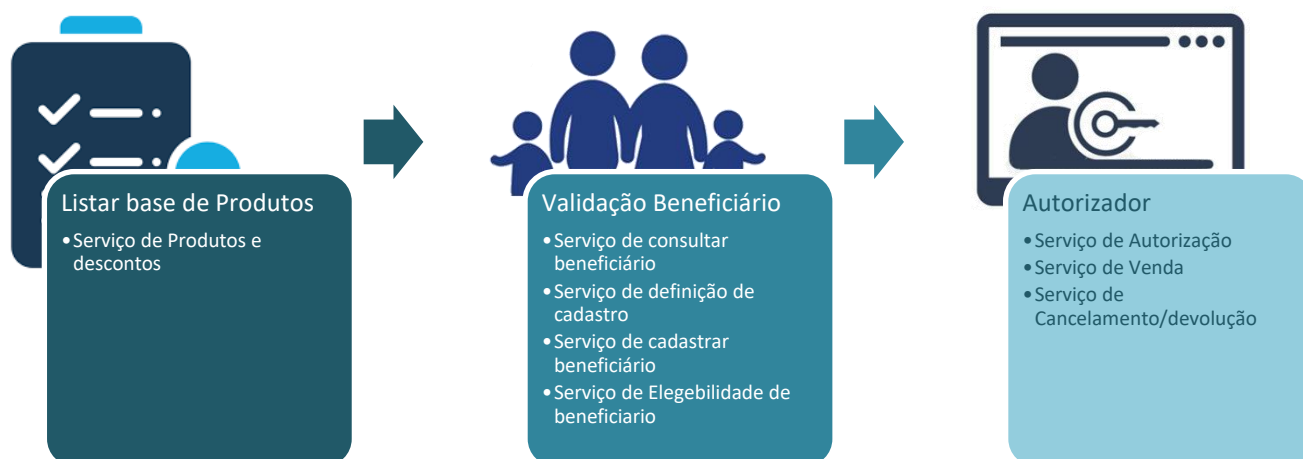 Listar base de Produtos
•Serviço de Produtos e
descontos
Validação Beneficiário
•Serviço de consultar
beneficiário
•Serviço de definição de
cadastro
•Serviço de cadastrar
beneficiário
•Serviço de Elegebilidade de
beneficiario
Autorizador
•Serviço de Autorização
•Serviço de Venda
•Serviço de
Cancelamento/devolução